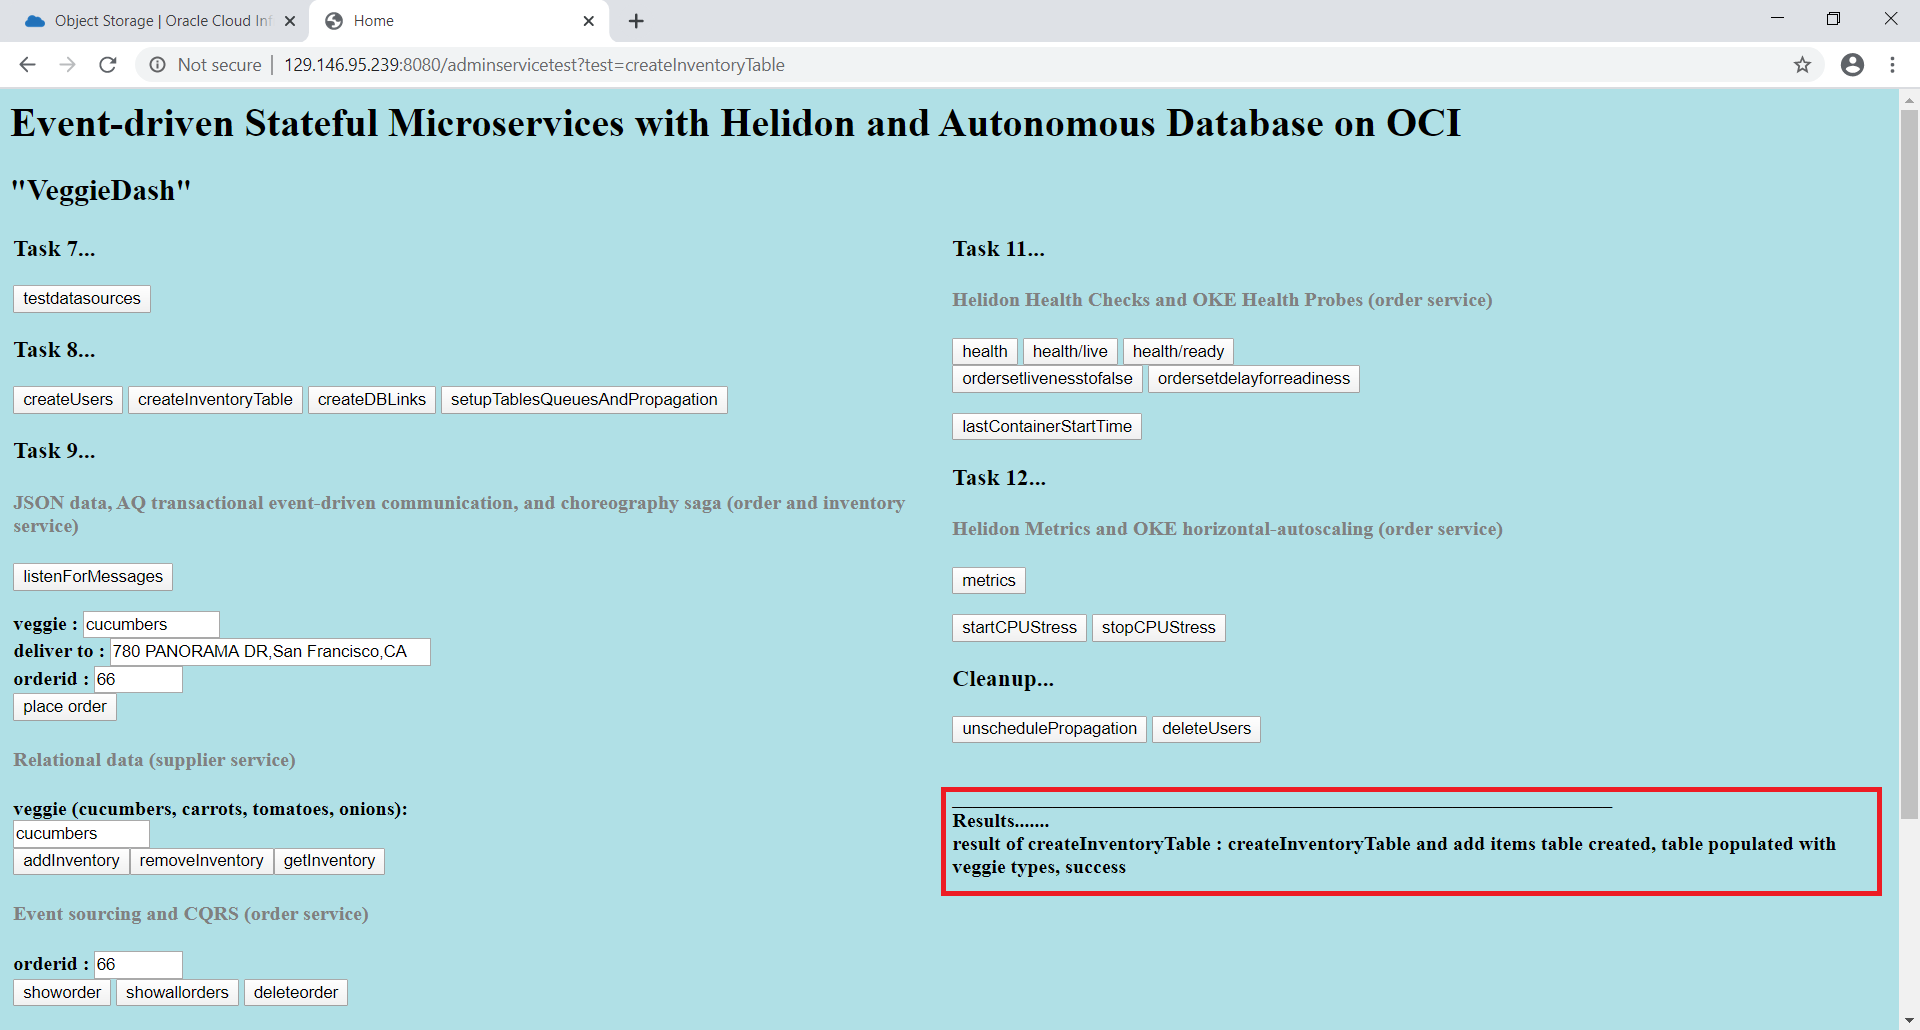 Object Storage | Oracle Cloud Inf
Home
Not secure | 129.146.95.239:8080/adminservicetest?test=createInventoryTable
Event-driven Stateful Microservices with Helidon and Autonomous Database on OCI
"VeggieDash"
Task 7...
testdatasources
Task 8...
createUsers createInventoryTable createDBLinks setupTablesQueuesAndPropagation
Task 9...
JSON data, AQ transactional event-driven communication, and choreography saga (order and inventory
service)
listenForMessages
veggie : cucumbers
deliver to : 780 PANORAMA DR,San Francisco,CA
orderid : 66
place order
Relational data (supplier service)
veggie (cucumbers, carrots, tomatoes, onions):
cucumbers
addInventory removeInventory getInventory
Event sourcing and CQRS (order service)
orderid : 66
showorder showallorders deleteorder
Task 11...
Helidon Health Checks and OKE Health Probes (order service)
health health/live health/ready
ordersetlivenesstofalse ordersetdelayforreadiness
lastContainerStartTime
Task 12...
Helidon Metrics and OKE horizontal-autoscaling (order service)
metrics
startCPUStress stopCPUStress
Cleanup...
unschedulePropagation deleteUsers
Results.......
result of createInventoryTable : createInventoryTable and add items table created, table populated with
veggie types, success